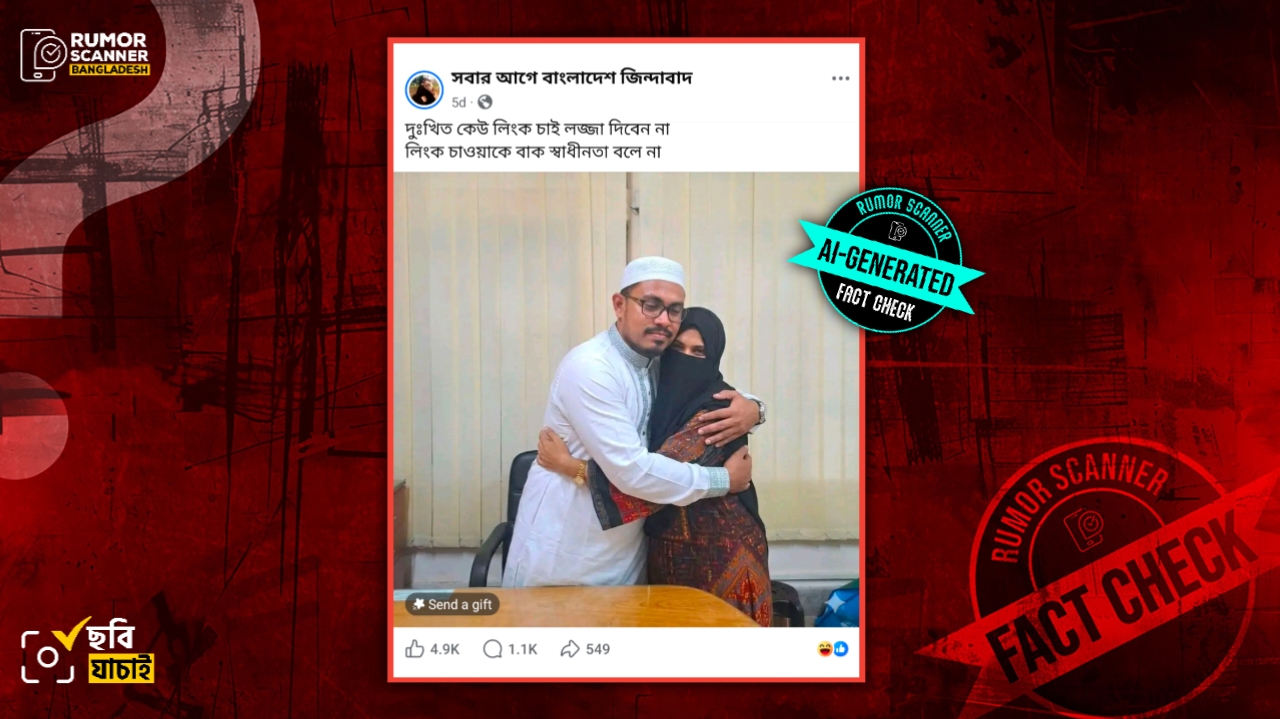 RUMOR
SCANNER
BANGLADESH
সবার আগে বাংলাদেশ জিন্দাবাদ
5d ·
দুঃখিত কেউ লিংক চাই লজ্জা দিবেন না
লিংক চাওয়াকে বাক স্বাধীনতা বলে না
RUMOR SCANNER
AI-GENERATED
FACT CHECK
Send a gift
4.9K 1.1K 549
RUMOR SCANNER
FACT CHECK
ছবি
যাচাই